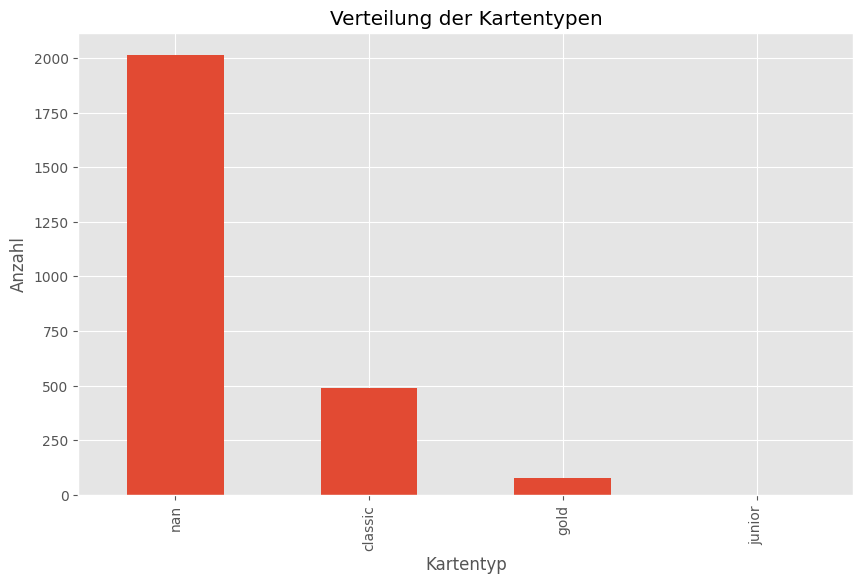 Verteilung der Kartentypen
Anzahl
2000
1750
1500
1250
1000
750
500
250
0
nan
classic
gold
junior
Kartentyp